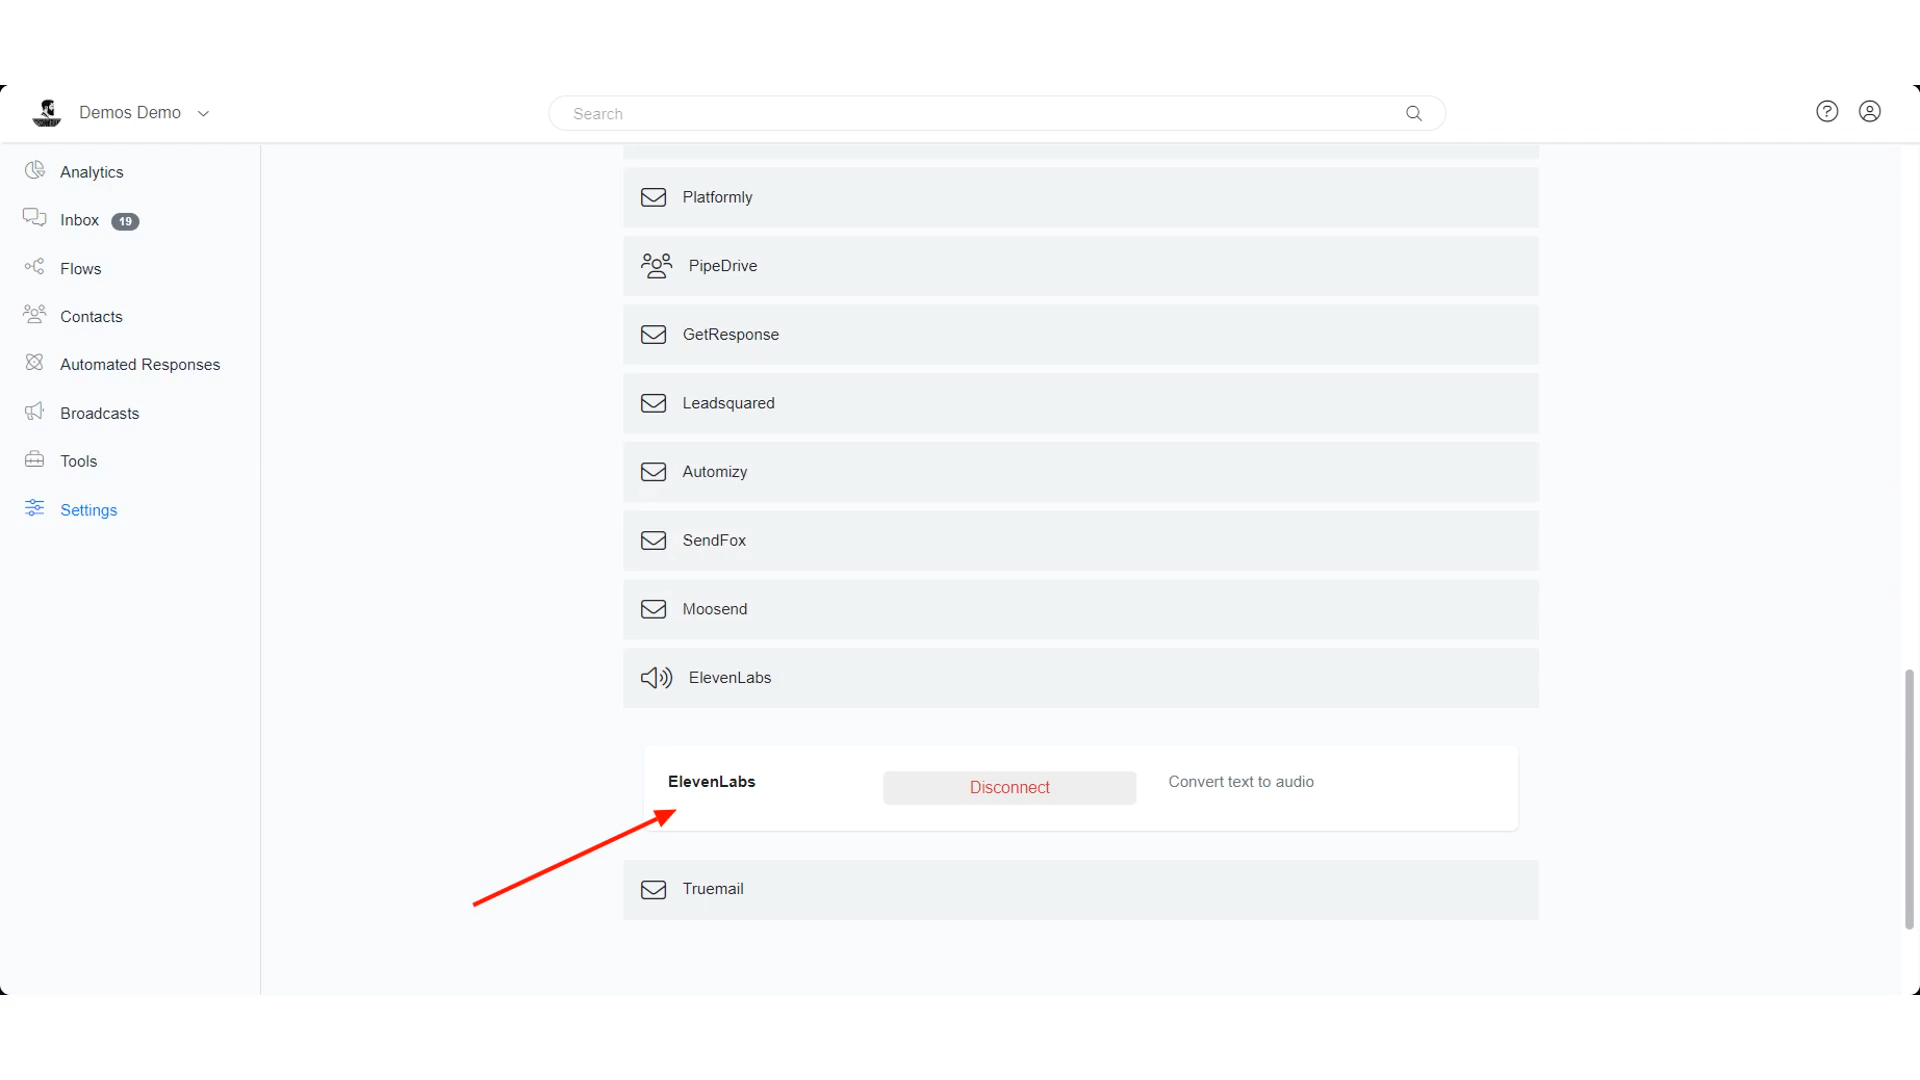 Demos Demo
Search
Analytics
Inbox 19
Flows
Contacts
Automated Responses
Broadcasts
Tools
Settings
Platformly
PipeDrive
GetResponse
Leadsquared
Automizy
SendFox
Moosend
ElevenLabs
ElevenLabs Disconnect Convert text to audio
Truemail